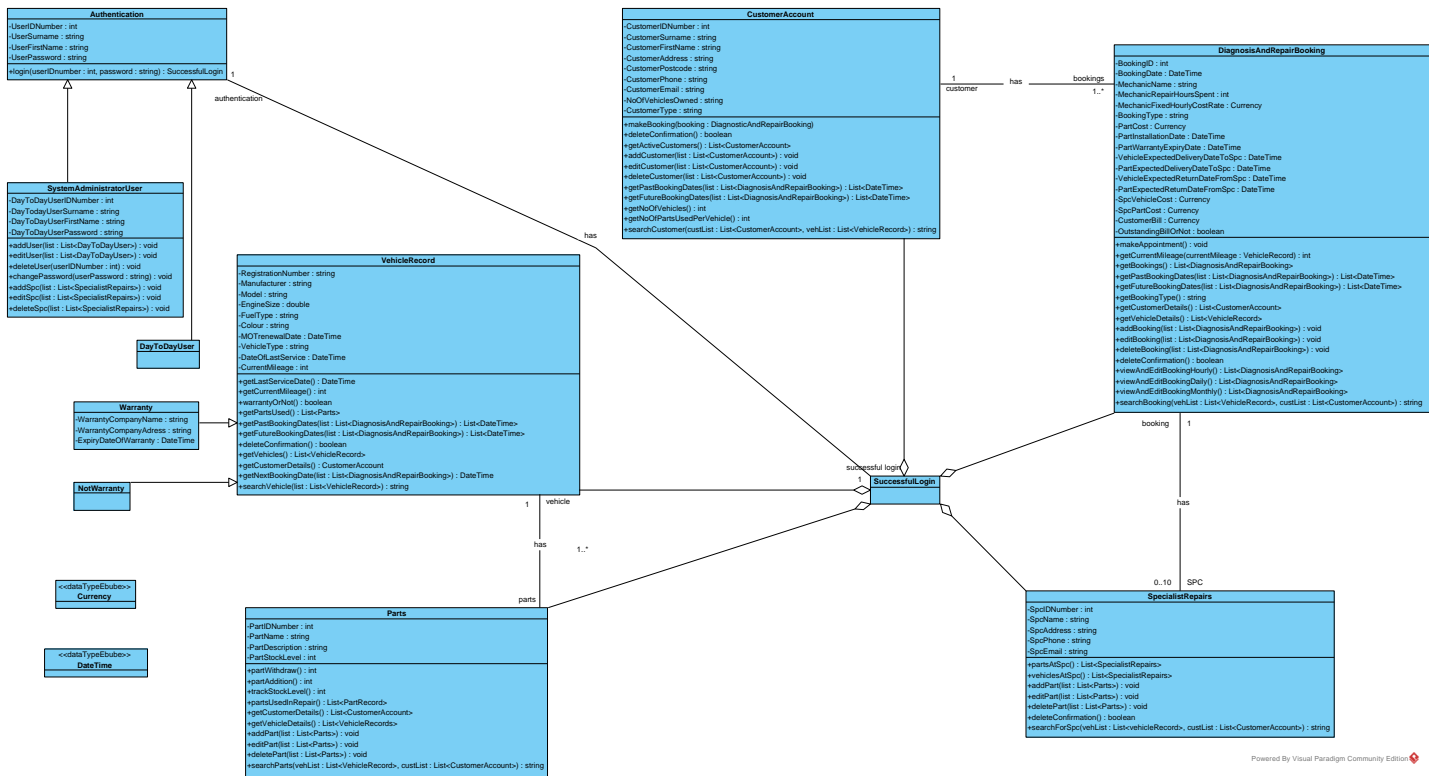 Authentication
-UserIDNumber : int
-UserSurname : string
-UserFirstName : string
-UserPassword : string
+login(userIDnumber : int, password : string) : SuccessfulLogin
1
authentication
has
SystemAdministratorUser
-DayToDayUserIDNumber : int
-DayTodayUserSurname : string
-DayToDayUserFirstName : string
-DayToDayUserPassword : string
+addUser(list : List<DayToDayUser>) : void
+editUser(list : List<DayToDayUser>) : void
+deleteUser(userIDNumber : int) : void
+changePassword(userPassword : string) : void
+addSpc(list : List<SpecialistRepairs>) : void
+editSpc(list : List<SpecialistRepairs>) : void
+deleteSpc(list : List<SpecialistRepairs>) : void
DayToDayUser
Warranty
-WarrantyCompanyName : string
-WarrantyCompanyAdress : string
-ExpiryDateOfWarranty : DateTime
NotWarranty
<<dataTypeEbube>>
Currency
<<dataTypeEbube>>
DateTime
VehicleRecord
-RegistrationNumber : string
-Manufacturer : string
-Model : string
-EngineSize : double
-FuelType : string
-Colour : string
-MOTrenewalDate : DateTime
-VehicleType : string
-DateOfLastService : DateTime
-CurrentMileage : int
+getLastServiceDate() : DateTime
+getCurrentMileage() : int
+warrantyOrNot() : boolean
+getPartsUsed() : List<Parts>
+getPastBookingDates(list : List<DiagnosisAndRepairBooking>) : List<DateTime>
+getFutureBookingDates(list : List<DiagnosisAndRepairBooking>) : List<DateTime>
+deleteConfirmation() : boolean
+getVehicles() : List<VehicleRecord>
+getCustomerDetails() : CustomerAccount
+getNextBookingDate(list : List<DiagnosisAndRepairBooking>) : DateTime
+searchVehicle(list : List<VehicleRecord>) : string
1
vehicle
has
1..*
parts
Parts
-PartIDNumber : int
-PartName : string
-PartDescription : string
-PartStockLevel : int
+partWithdraw() : int
+partAddition() : int
+trackStockLevel() : int
+partsUsedInRepair() : List<PartRecord>
+getCustomerDetails() : List<CustomerAccount>
+getVehicleDetails() : List<VehicleRecords>
+addPart(list : List<Parts>) : void
+editPart(list : List<Parts>) : void
+deletePart(list : List<Parts>) : void
+searchParts(vehList : List<VehicleRecord>, custList : List<CustomerAccount>) : string
CustomerAccount
-CustomerIDNumber : int
-CustomerSurname : string
-CustomerFirstName : string
-CustomerAddress : string
-CustomerPostcode : string
-CustomerPhone : string
-CustomerEmail : string
-NoOfVehiclesOwned : string
-CustomerType : string
+makeBooking(booking : DiagnosticAndRepairBooking)
+deleteConfirmation() : boolean
+getActiveCustomers() : List<CustomerAccount>
+addCustomer(list : List<CustomerAccount>) : void
+editCustomer(list : List<CustomerAccount>) : void
+deleteCustomer(list : List<CustomerAccount>) : void
+getPastBookingDates(list : List<DiagnosisAndRepairBooking>) : List<DateTime>
+getFutureBookingDates(list : List<DiagnosisAndRepairBooking>) : List<DateTime>
+getNoOfVehicles() : int
+getNoOfPartsUsedPerVehicle() : int
+searchCustomer(custList : List<CustomerAccount>, vehList : List<VehicleRecord>) : string
1
customer
has
bookings
1..*
successful login
1
SuccessfulLogin
DiagnosisAndRepairBooking
-BookingID : int
-BookingDate : DateTime
-MechanicName : string
-MechanicRepairHoursSpent : int
-MechanicFixedHourlyCostRate : Currency
-BookingType : string
-PartCost : Currency
-PartInstallationDate : DateTime
-PartWarrantyExpiryDate : DateTime
-VehicleExpectedDeliveryDateToSpc : DateTime
-PartExpectedDeliveryDateToSpc : DateTime
-VehicleExpectedReturnDateFromSpc : DateTime
-PartExpectedReturnDateFromSpc : DateTime
-SpcVehicleCost : Currency
-SpcPartCost : Currency
-CustomerBill : Currency
-OutstandingBillOrNot : boolean
+makeAppointment() : void
+getCurrentMileage(currentMileage : VehicleRecord) : int
+getBookings() : List<DiagnosisAndRepairBooking>
+getPastBookingDates(list : List<DiagnosisAndRepairBooking>) : List<DateTime>
+getFutureBookingDates(list : List<DiagnosisAndRepairBooking>) : List<DateTime>
+getBookingType() : string
+getCustomerDetails() : List<CustomerAccount>
+getVehicleDetails() : List<VehicleRecord>
+addBooking(list : List<DiagnosisAndRepairBooking>) : void
+editBooking(list : List<DiagnosisAndRepairBooking>) : void
+deleteBooking(list : List<DiagnosisAndRepairBooking>) : void
+deleteConfirmation() : boolean
+viewAndEditBookingHourly() : List<DiagnosisAndRepairBooking>
+viewAndEditBookingDaily() : List<DiagnosisAndRepairBooking>
+viewAndEditBookingMonthly() : List<DiagnosisAndRepairBooking>
+searchBooking(vehList : List<VehicleRecord>, custList : List<CustomerAccount>) : string
booking
1
has
0..10
SPC
SpecialistRepairs
-SpcIDNumber : int
-SpcName : string
-SpcAddress : string
-SpcPhone : string
-SpcEmail : string
+partsAtSpc() : List<SpecialistRepairs>
+vehiclesAtSpc() : List<SpecialistRepairs>
+addPart(list : List<Parts>) : void
+editPart(list : List<Parts>) : void
+deletePart(list : List<Parts>) : void
+deleteConfirmation() : boolean
+searchForSpc(vehList : List<vehicleRecord>, custList : List<CustomerAccount>) : string
Powered By Visual Paradigm Community Edition